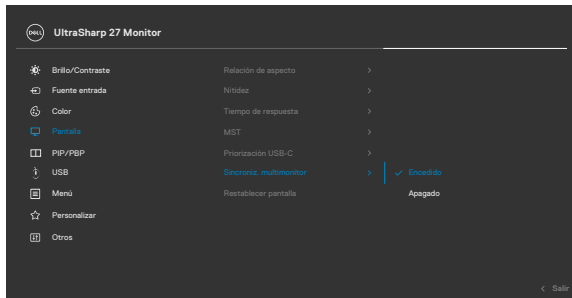 DELL
UltraSharp 27 Monitor
Brillo/Contraste
Relación de aspecto
Fuente entrada
Nitidez
Color
Tiempo de respuesta
Pantalla
MST
PIP/PBP
Priorización USB-C
USB
Sincroniz. multimonitor
Encedido
Menú
Restablecer pantalla
Apagado
Personalizar
Otros
Salir